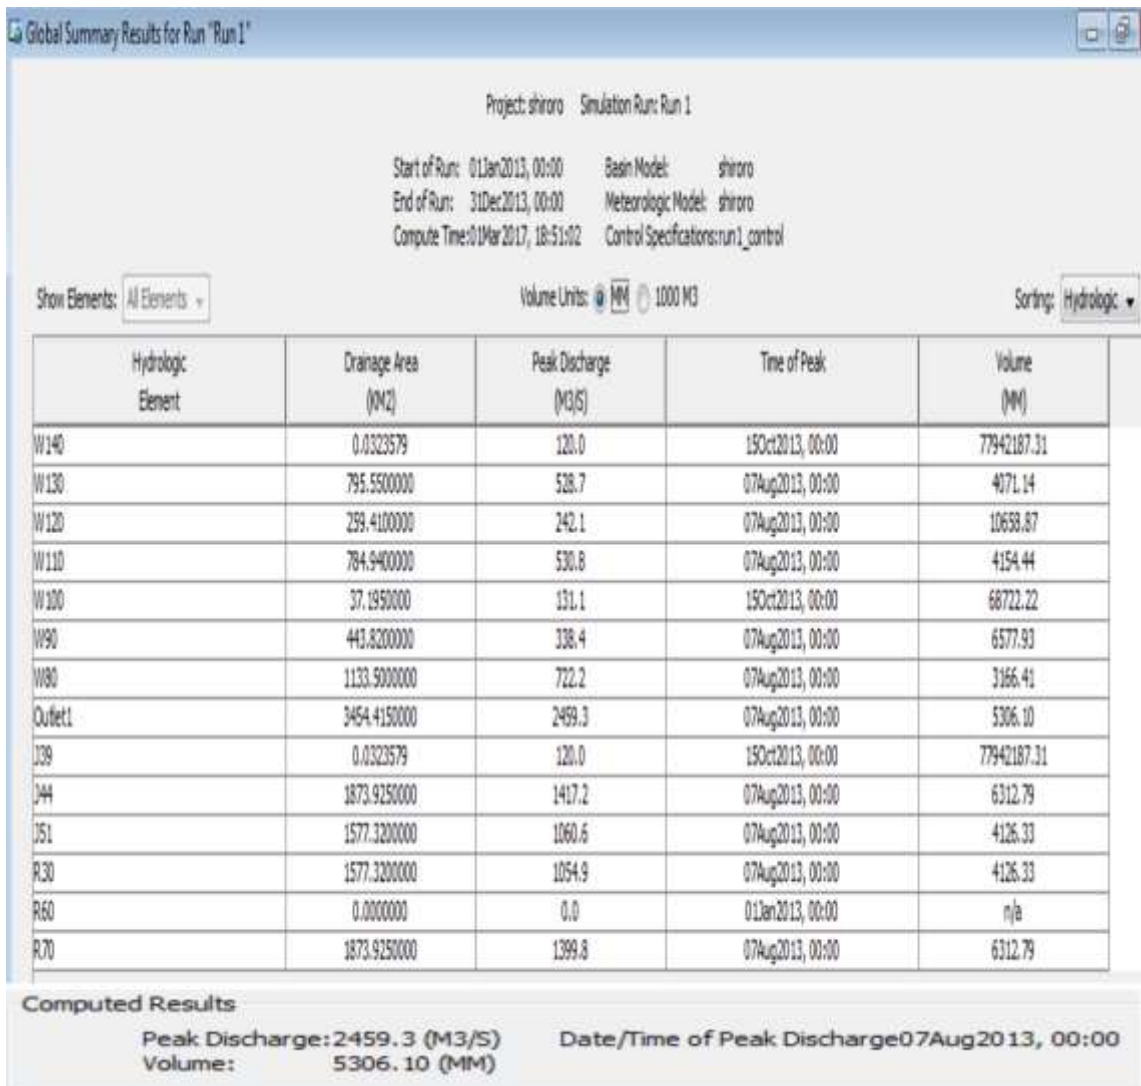 Global Summary Results for Run "Run 1"
Project: shiroro Simulation Run: Run 1
Start of Run: 01Jan2013, 00:00 Basin Model: shiroro
End of Run: 31Dec2013, 00:00 Meteorologic Model: shiroro
Compute Time:01Mar2017, 18:51:02 Control Specifications:run1_control
Show Elements: All Elements Volume Units: MM 1000 M3 Sorting: Hydrologic
Hydrologic Element Drainage Area (KM2) Peak Discharge (M3/S) Time of Peak Volume (MM)
W140 0.0323579 120.0 15Oct2013, 00:00 77942187.31
W130 795.5500000 528.7 07Aug2013, 00:00 4071.14
W120 259.4100000 242.1 07Aug2013, 00:00 10658.87
W110 784.9400000 530.8 07Aug2013, 00:00 4154.44
W100 37.1950000 131.1 15Oct2013, 00:00 68722.22
W90 443.8200000 338.4 07Aug2013, 00:00 6577.93
W80 1133.5000000 722.2 07Aug2013, 00:00 3166.41
Outlet1 3454.4150000 2459.3 07Aug2013, 00:00 5306.10
J39 0.0323579 120.0 15Oct2013, 00:00 77942187.31
J44 1873.9250000 1417.2 07Aug2013, 00:00 6312.79
J51 1577.3200000 1060.6 07Aug2013, 00:00 4126.33
R30 1577.3200000 1054.9 07Aug2013, 00:00 4126.33
R60 0.0000000 0.0 01Jan2013, 00:00 n/a
R70 1873.9250000 1399.8 07Aug2013, 00:00 6312.79
Computed Results
Peak Discharge:2459.3 (M3/S) Date/Time of Peak Discharge07Aug2013, 00:00
Volume: 5306.10 (MM)